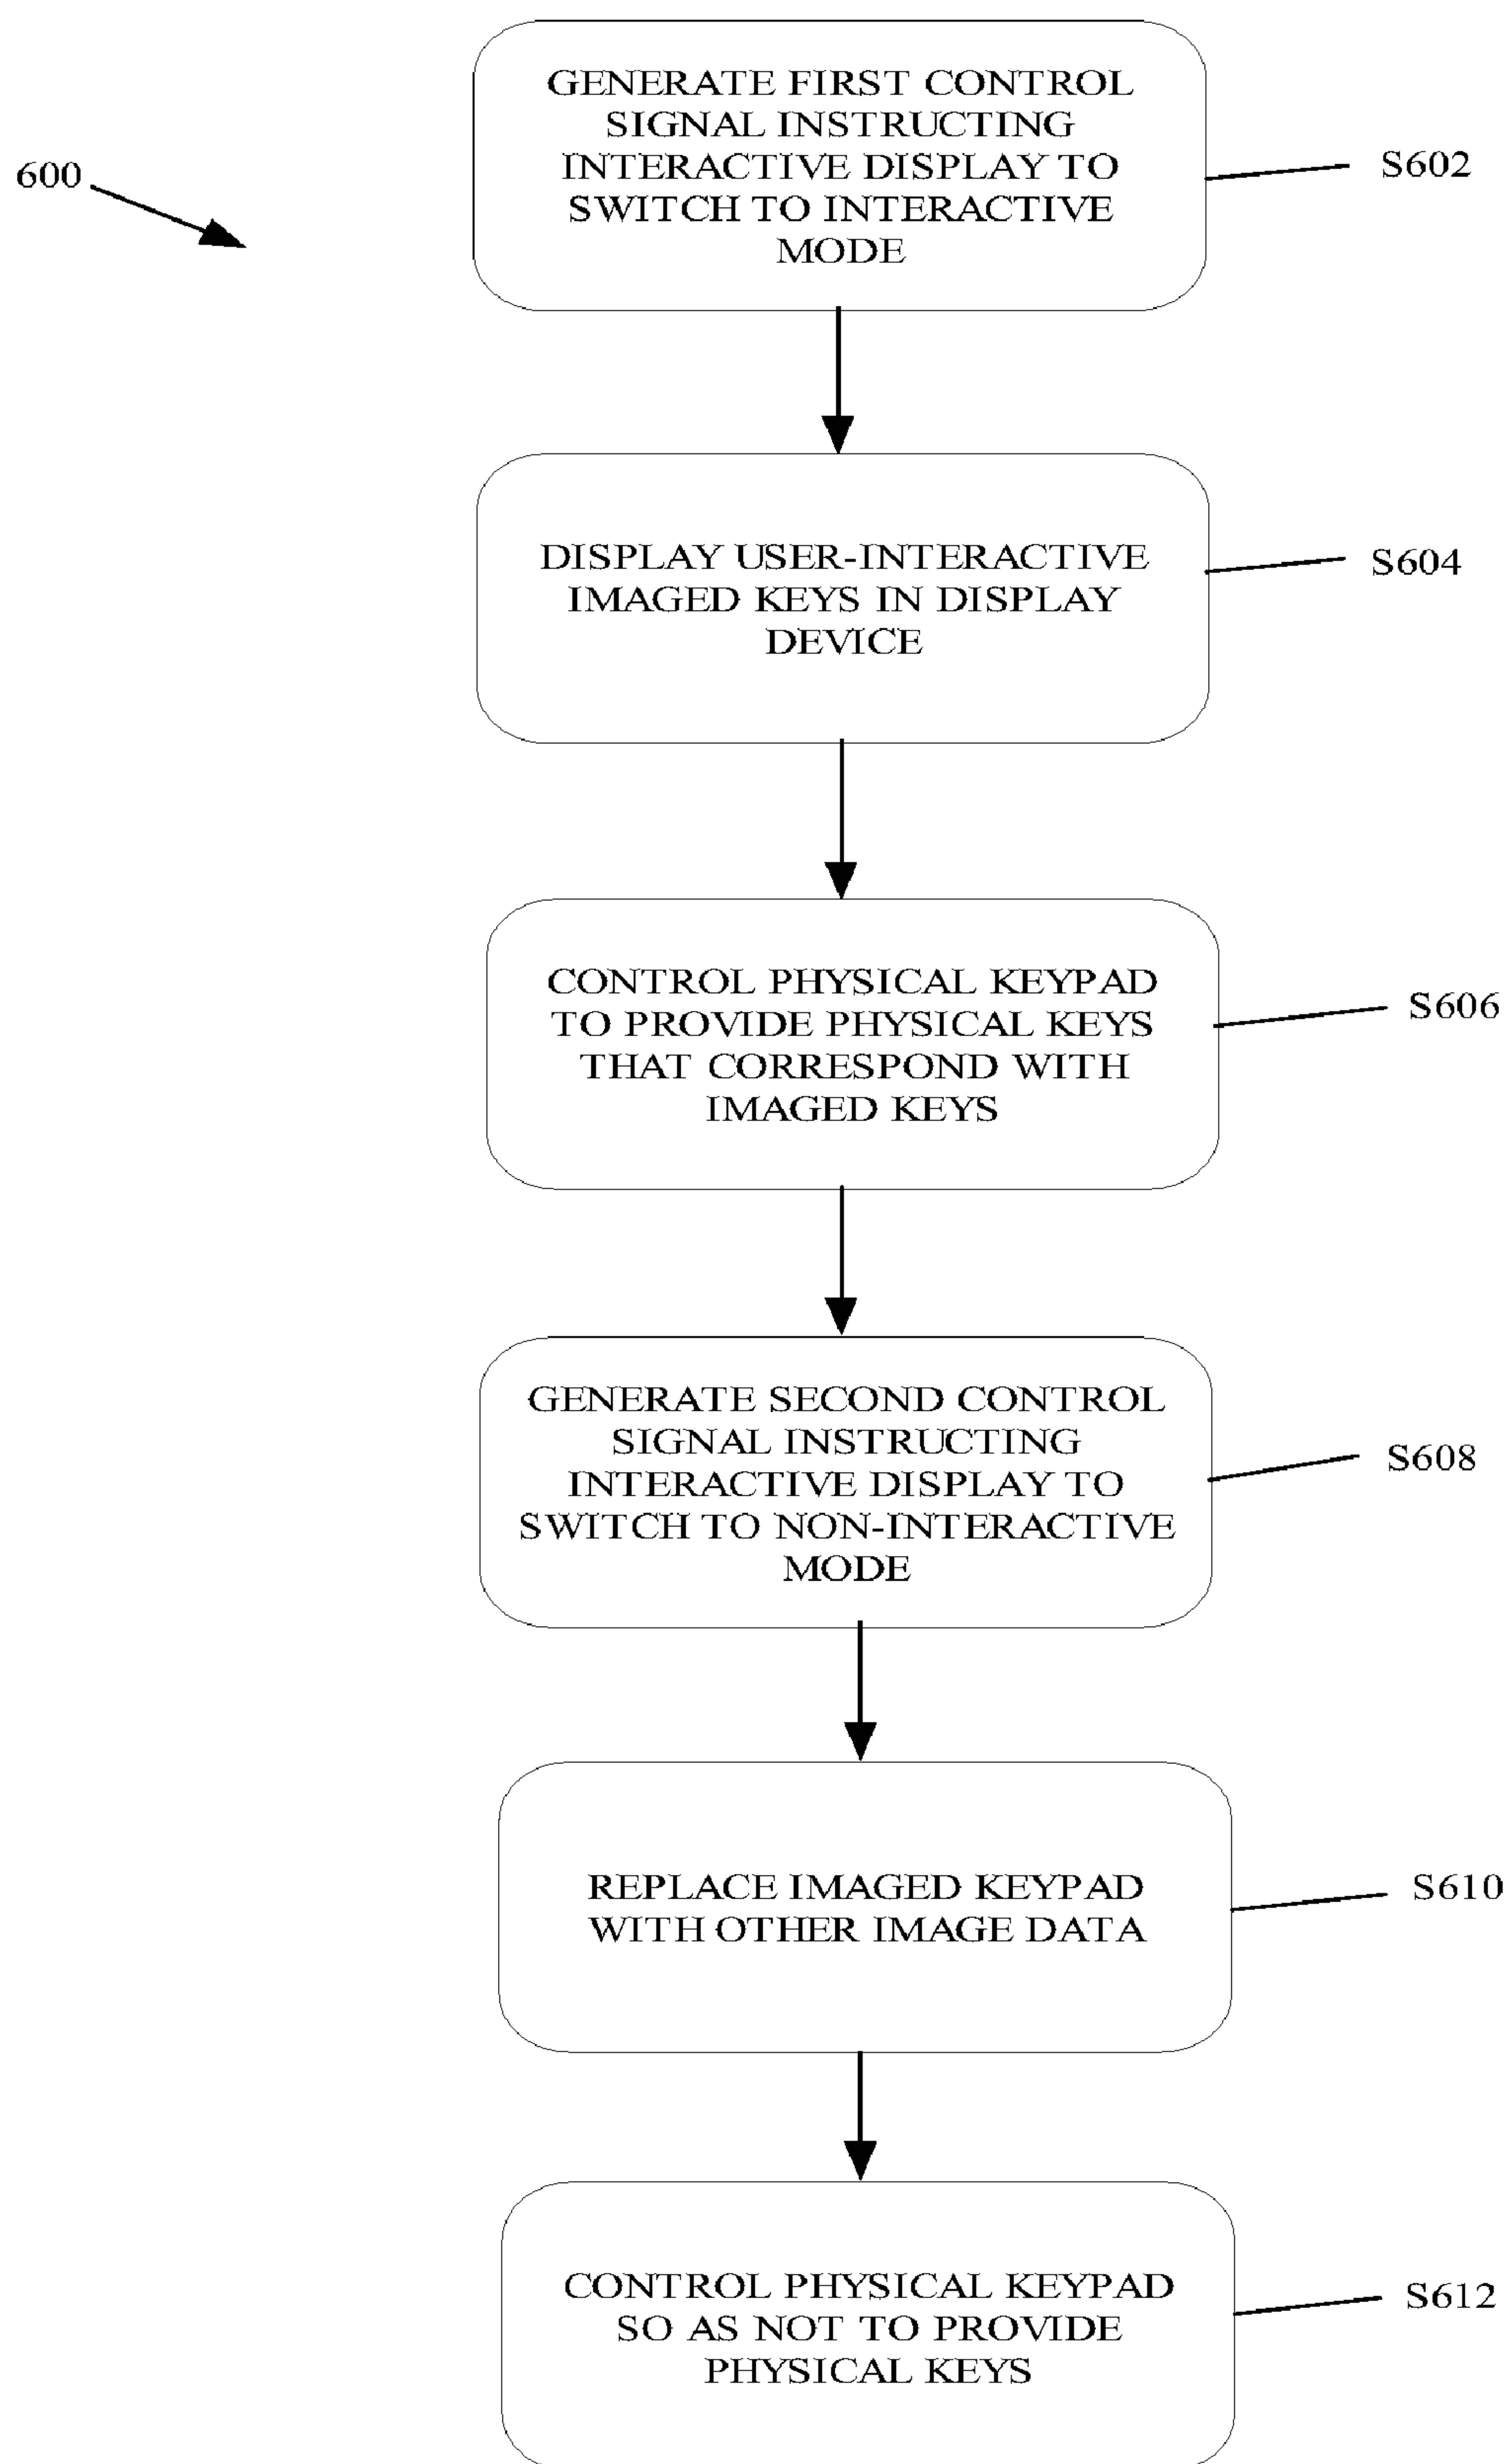 600
GENERATE FIRST CONTROL
SIGNAL INSTRUCTING
INTERACTIVE DISPLAY TO
SWITCH TO INTERACTIVE
MODE
S602
DISPLAY USER-INTERACTIVE
IMAGED KEYS IN DISPLAY
DEVICE
S604
CONTROL PHYSICAL KEYPAD
TO PROVIDE PHYSICAL KEYS
THAT CORRESPOND WITH
IMAGED KEYS
S606
GENERATE SECOND CONTROL
SIGNAL INSTRUCTING
INTERACTIVE DISPLAY TO
SWITCH TO NON-INTERACTIVE
MODE
S608
REPLACE IMAGED KEYPAD
WITH OTHER IMAGE DATA
S610
CONTROL PHYSICAL KEYPAD
SO AS NOT TO PROVIDE
PHYSICAL KEYS
S612